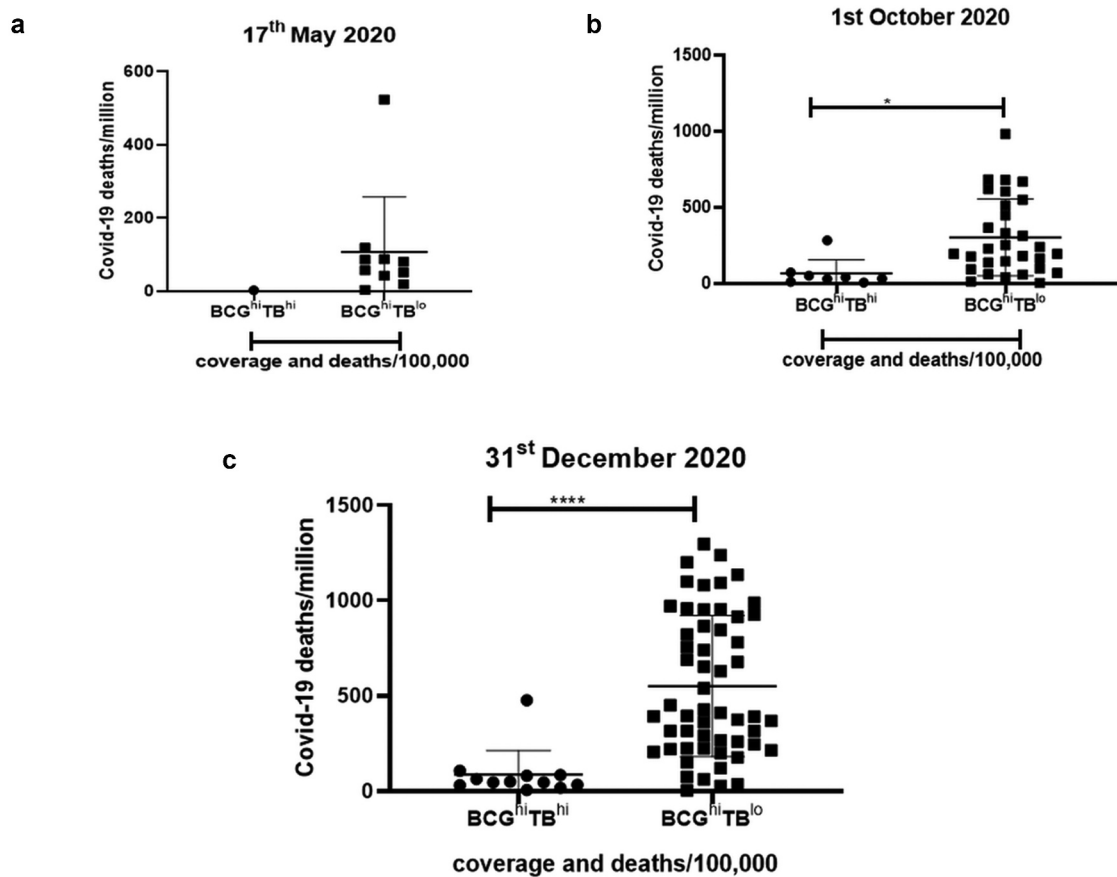 a
17th May 2020
Covid-19 deaths/million
600
400
200
0
BCGhiTBhi
BCGhiTBlo
coverage and deaths/100,000
b
1st October 2020
Covid-19 deaths/million
1500
1000
500
0
*
BCGhiTBhi
BCGhiTBlo
coverage and deaths/100,000
c
31st December 2020
Covid-19 deaths/million
1500
1000
500
0
****
BCGhiTBhi
BCGhiTBlo
coverage and deaths/100,000